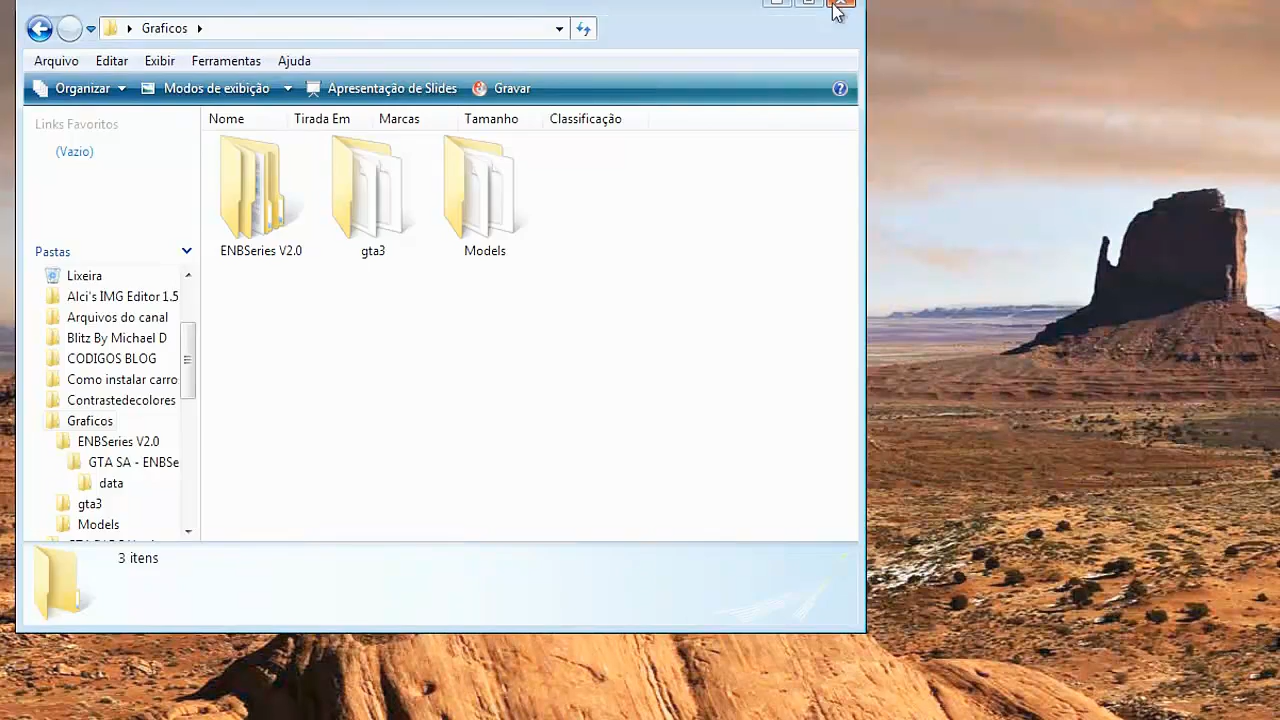 Graficos
Arquivo Editar Exibir Ferramentas Ajuda
Organizar Modos de exibição Apresentação de Slides Gravar ?
Links Favoritos
(Vazio)
Pastas
Lixeira
Alci's IMG Editor 1.5
Arquivos do canal
Blitz By Michael D
CODIGOS BLOG
Como instalar carro
Contrastedecolores
Graficos
ENBSeries V2.0
GTA SA - ENBSe
data
gta3
Models
Nome Tirada Em Marcas Tamanho Classificação
ENBSeries V2.0 gta3 Models
3 itens